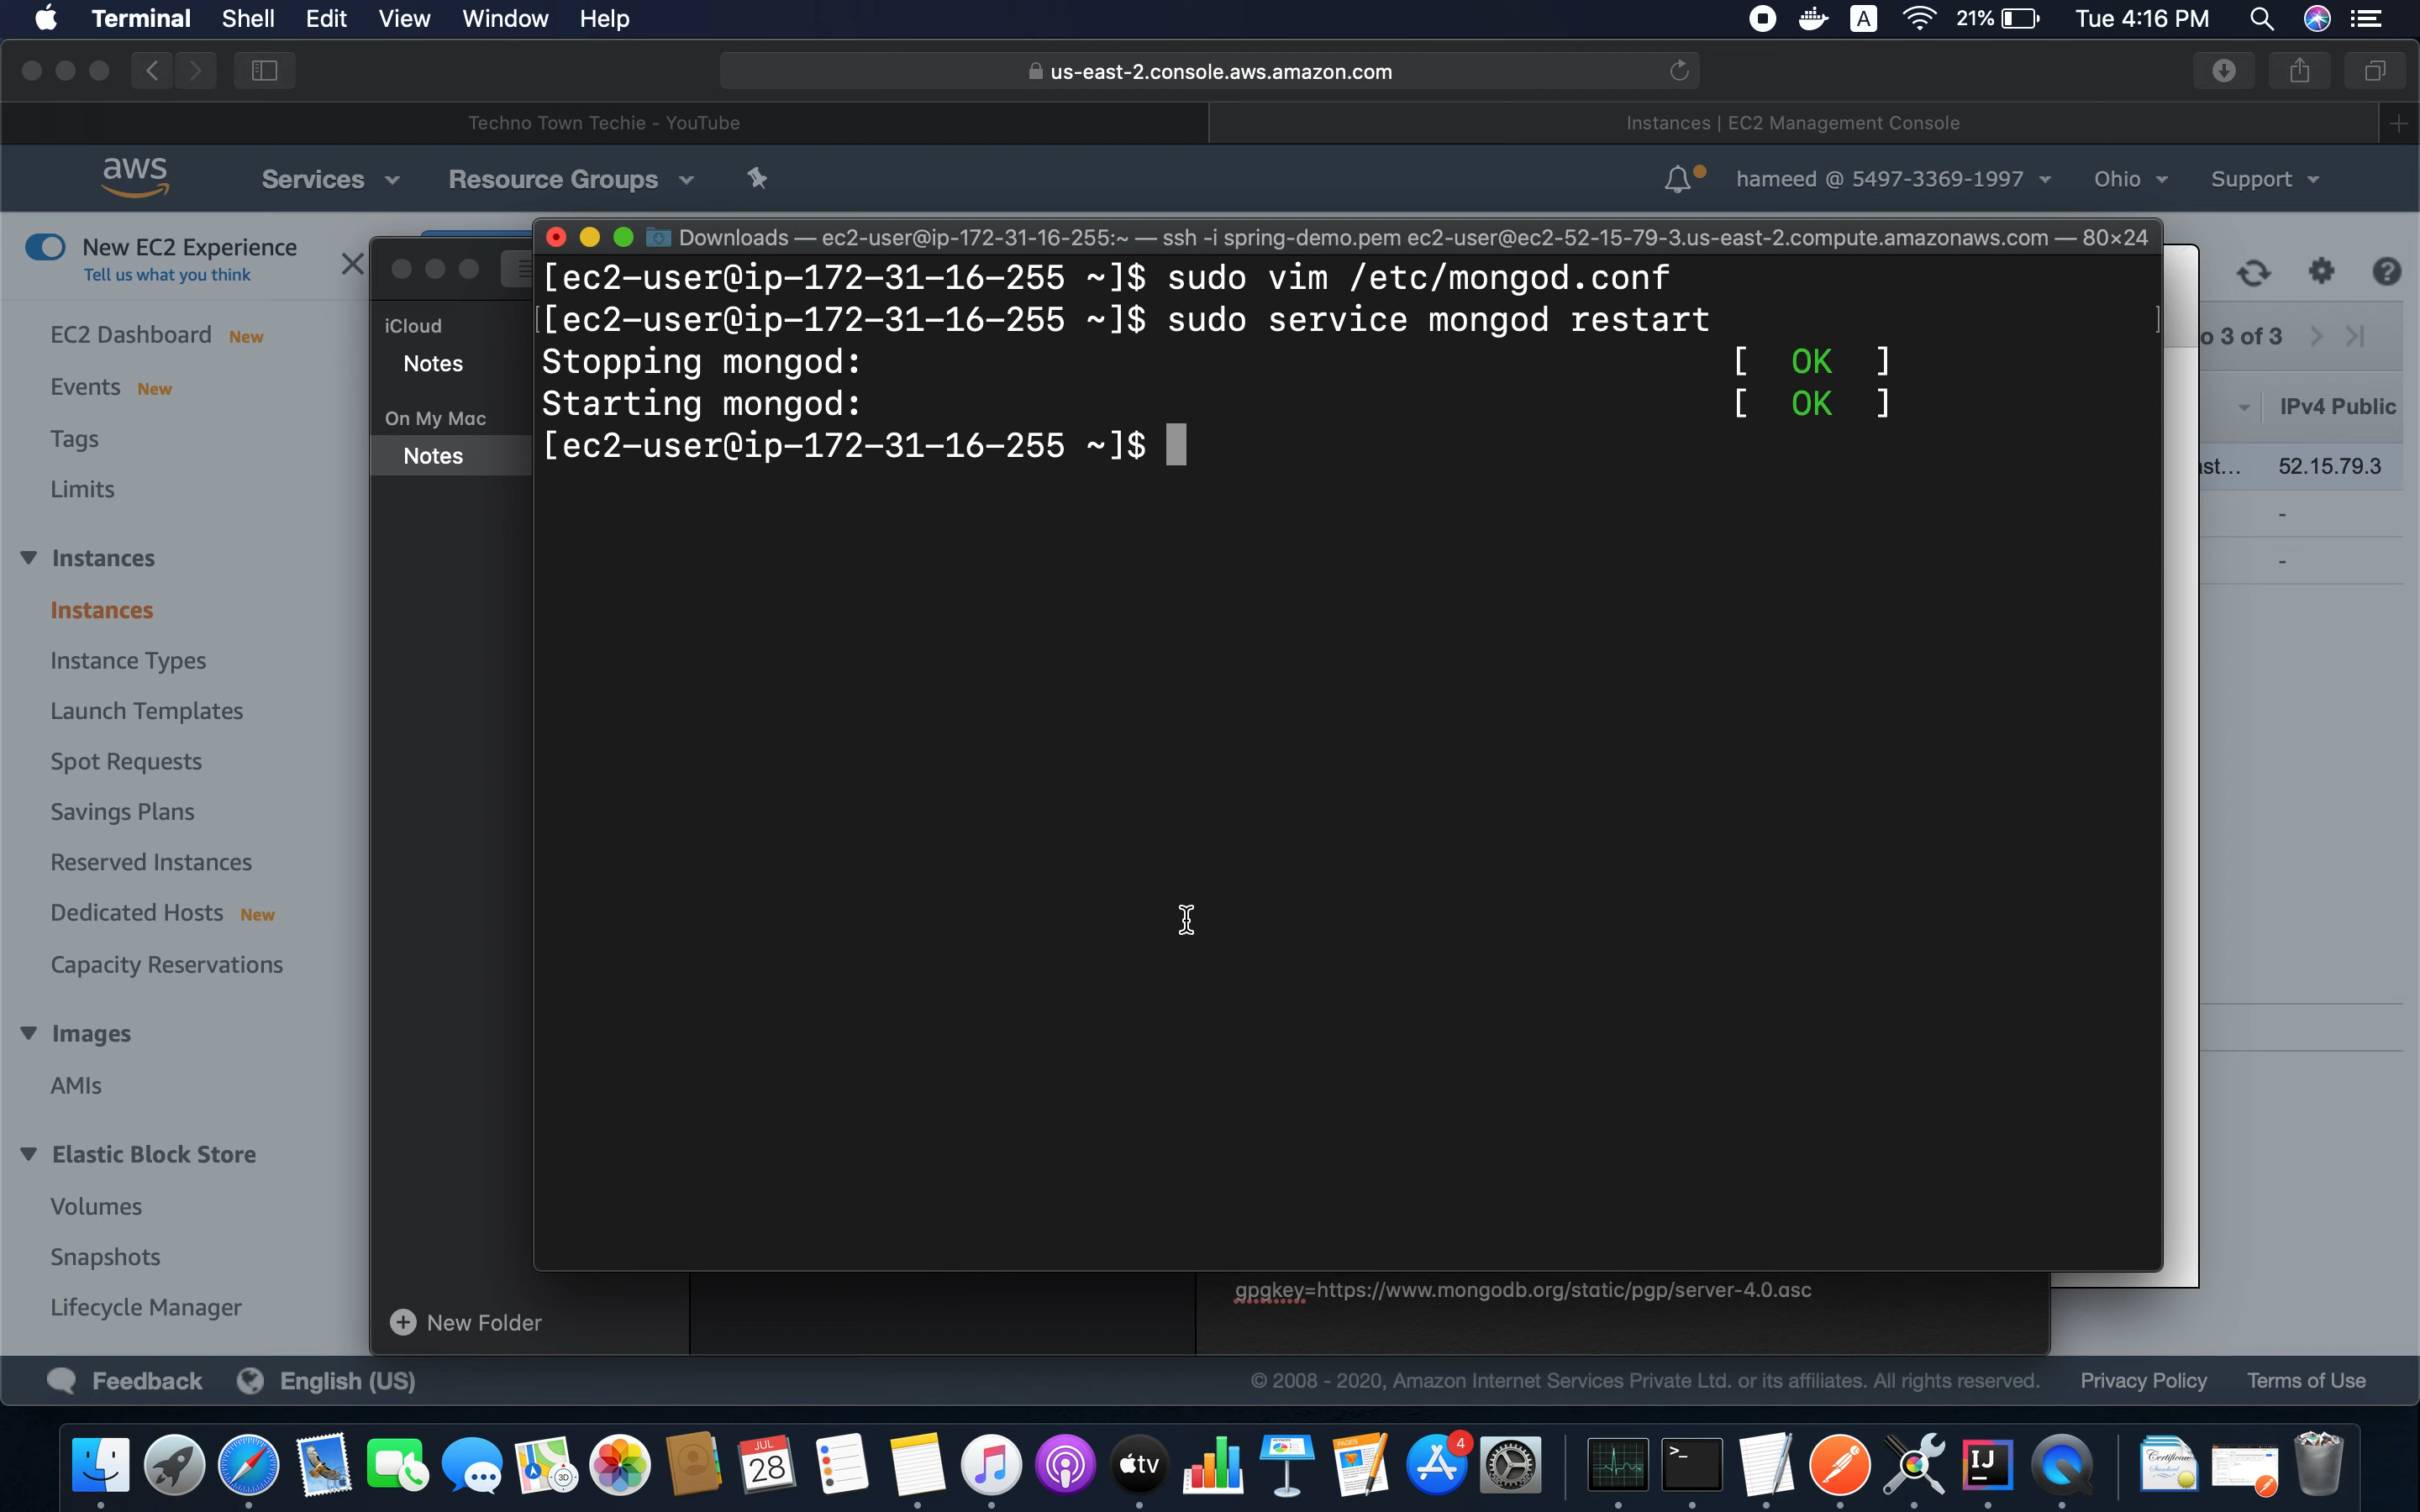 Terminal Shell Edit View Window Help
A 21% Tue 4:16 PM
us-east-2.console.aws.amazon.com
Techno Town Techie - YouTube
Instances | EC2 Management Console
aws Services Resource Groups hameed @ 5497-3369-1997 Ohio Support
New EC2 Experience
Tell us what you think
EC2 Dashboard New
Events New
Tags
Limits
Instances
Instances
Instance Types
Launch Templates
Spot Requests
Savings Plans
Reserved Instances
Dedicated Hosts New
Capacity Reservations
Images
AMIs
Elastic Block Store
Volumes
Snapshots
Lifecycle Manager
iCloud
Notes
On My Mac
Notes
New Folder
Downloads — ec2-user@ip-172-31-16-255:~ — ssh -i spring-demo.pem ec2-user@ec2-52-15-79-3.us-east-2.compute.amazonaws.com — 80×24
[ec2-user@ip-172-31-16-255 ~]$ sudo vim /etc/mongod.conf
[[ec2-user@ip-172-31-16-255 ~]$ sudo service mongod restart ]
Stopping mongod: [ OK ]
Starting mongod: [ OK ]
[ec2-user@ip-172-31-16-255 ~]$
o 3 of 3
IPv4 Public
ast... 52.15.79.3
-
-
gpgkey=https://www.mongodb.org/static/pgp/server-4.0.asc
Feedback English (US)
© 2008 - 2020, Amazon Internet Services Private Ltd. or its affiliates. All rights reserved. Privacy Policy Terms of Use
3D
JUL
28
tv
PAGES
4
>_
IJ